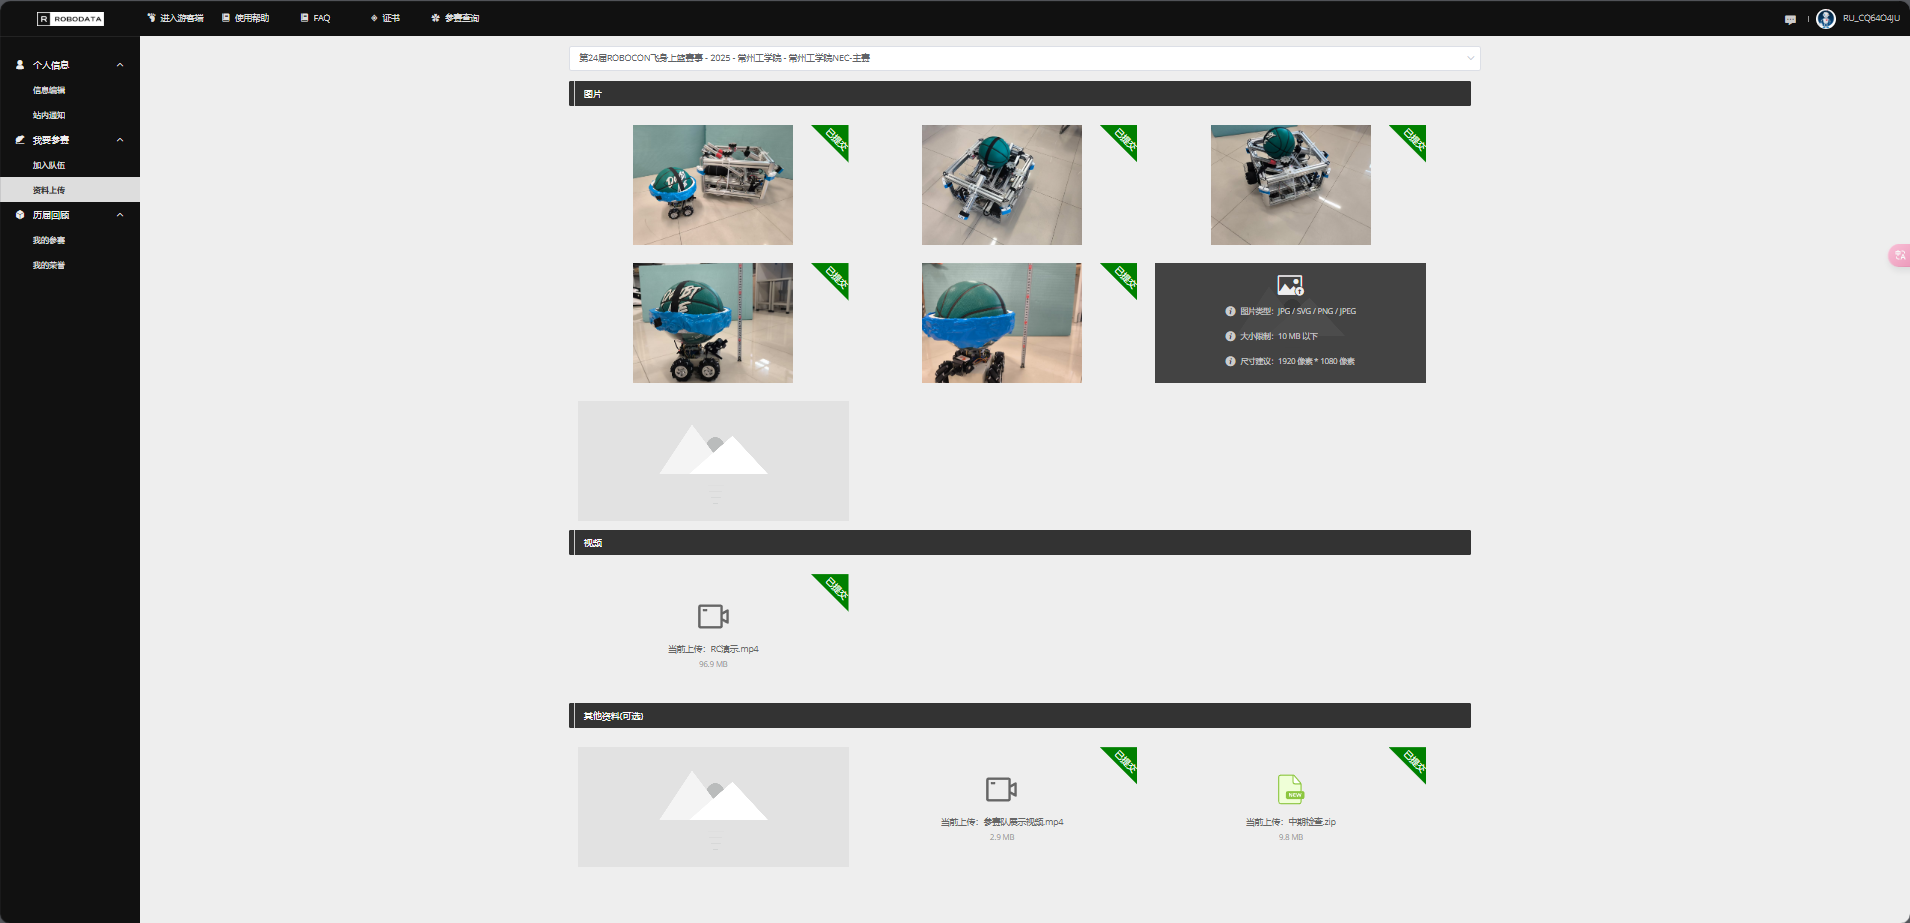 R ROBODATA
进入游客端
使用帮助
FAQ
证书
参赛查询
RU_CQ64O4JU
个人信息
信息编辑
站内通知
我要参赛
加入队伍
资料上传
历届回顾
我的参赛
我的荣誉
第24届ROBOCON飞身上篮赛事 - 2025 - 常州工学院 - 常州工学院NEC-主赛
图片
已提交
已提交
已提交
已提交
已提交
图片类型: JPG / SVG / PNG / JPEG
大小限制: 10 MB 以下
尺寸建议: 1920 像素 * 1080 像素
视频
已提交
当前上传: RC演示.mp4
96.9 MB
其他资料(可选)
已提交
当前上传: 参赛队展示视频.mp4
2.9 MB
已提交
NEW
当前上传: 中期检查.zip
9.8 MB